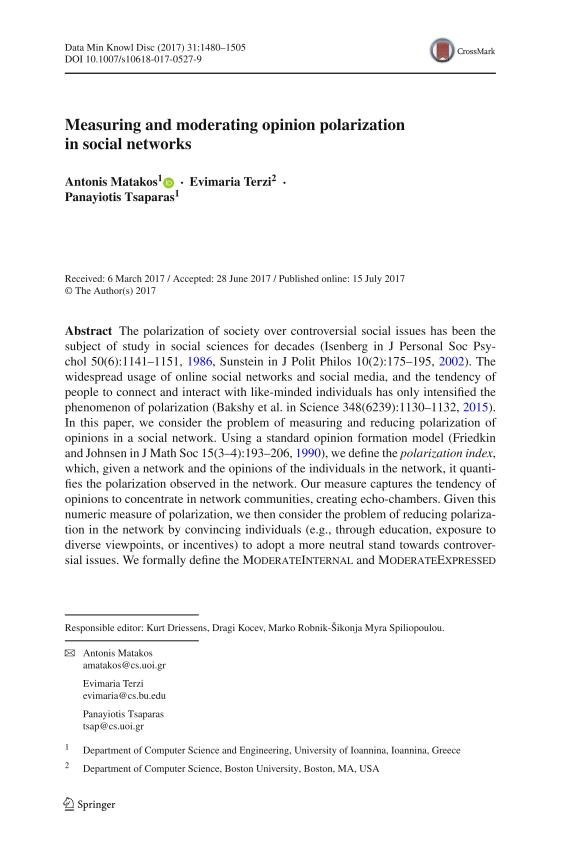 Data Min Knowl Disc (2017) 31:1480–1505
DOI 10.1007/s10618-017-0527-9
CrossMark
Measuring and moderating opinion polarization
in social networks
Antonis Matakos1 · Evimaria Terzi2 ·
Panayiotis Tsaparas1
Received: 6 March 2017 / Accepted: 28 June 2017 / Published online: 15 July 2017
© The Author(s) 2017
Abstract The polarization of society over controversial social issues has been the
subject of study in social sciences for decades (Isenberg in J Personal Soc Psy-
chol 50(6):1141–1151, 1986, Sunstein in J Polit Philos 10(2):175–195, 2002). The
widespread usage of online social networks and social media, and the tendency of
people to connect and interact with like-minded individuals has only intensified the
phenomenon of polarization (Bakshy et al. in Science 348(6239):1130–1132, 2015).
In this paper, we consider the problem of measuring and reducing polarization of
opinions in a social network. Using a standard opinion formation model (Friedkin
and Johnsen in J Math Soc 15(3–4):193–206, 1990), we define the polarization index,
which, given a network and the opinions of the individuals in the network, it quanti-
fies the polarization observed in the network. Our measure captures the tendency of
opinions to concentrate in network communities, creating echo-chambers. Given this
numeric measure of polarization, we then consider the problem of reducing polariza-
tion in the network by convincing individuals (e.g., through education, exposure to
diverse viewpoints, or incentives) to adopt a more neutral stand towards controver-
sial issues. We formally define the MODERATEINTERNAL and MODERATEEXPRESSED
Responsible editor: Kurt Driessens, Dragi Kocev, Marko Robnik-Šikonja Myra Spiliopoulou.
Antonis Matakos
amatakos@cs.uoi.gr
Evimaria Terzi
evimaria@cs.bu.edu
Panayiotis Tsaparas
tsap@cs.uoi.gr
1 Department of Computer Science and Engineering, University of Ioannina, Ioannina, Greece
2 Department of Computer Science, Boston University, Boston, MA, USA
Springer